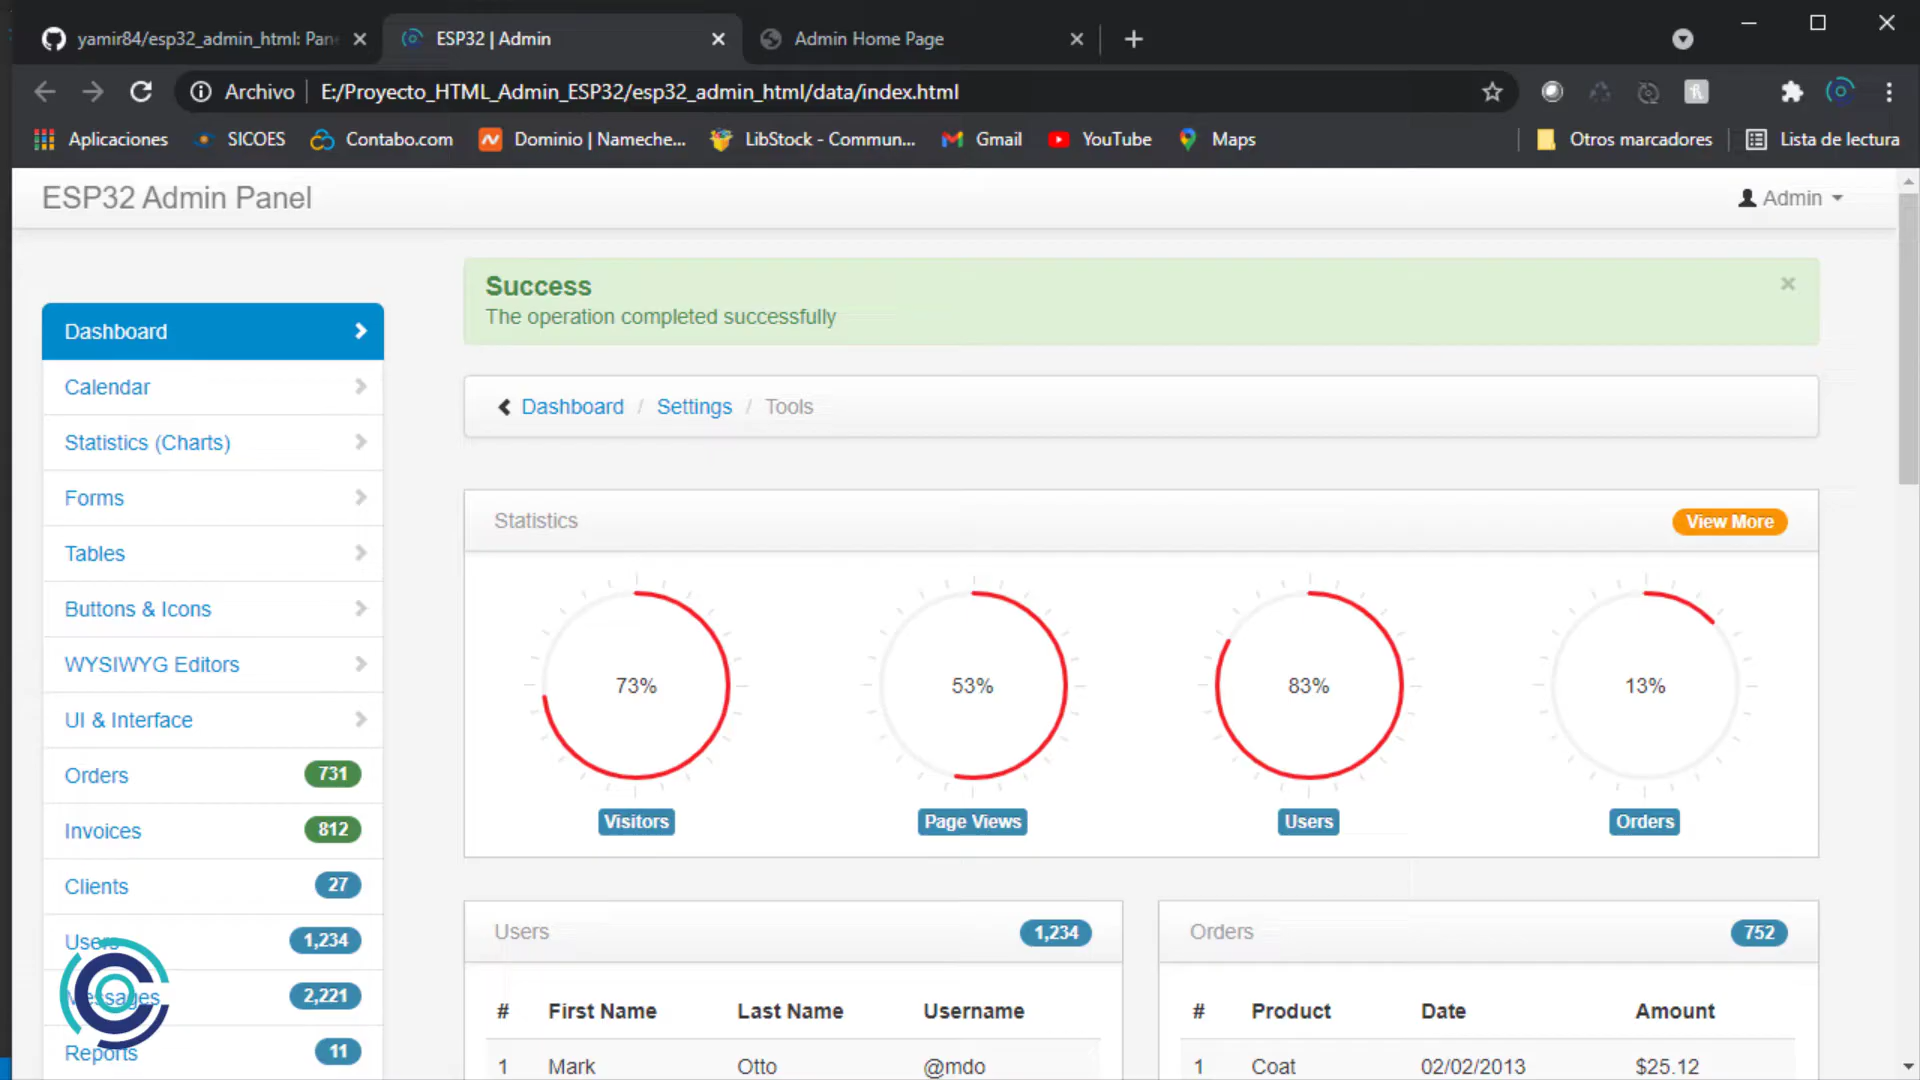 yamir84/esp32_admin_html: Pan
ESP32 | Admin
Admin Home Page
Archivo
E:/Proyecto_HTML_Admin_ESP32/esp32_admin_html/data/index.html
Aplicaciones
SICOES
Contabo.com
Dominio | Nameche...
LibStock - Commun...
Gmail
YouTube
Maps
Otros marcadores
Lista de lectura
ESP32 Admin Panel
Admin
Dashboard
Calendar
Statistics (Charts)
Forms
Tables
Buttons & Icons
WYSIWYG Editors
UI & Interface
Orders 731
Invoices 812
Clients 27
Users 1,234
Messages 2,221
Reports 11
Success
The operation completed successfully
Dashboard / Settings / Tools
Statistics
View More
73%
53%
83%
13%
Visitors
Page Views
Users
Orders
Users 1,234
# First Name Last Name Username
1 Mark Otto @mdo
Orders 752
# Product Date Amount
1 Coat 02/02/2013 $25.12